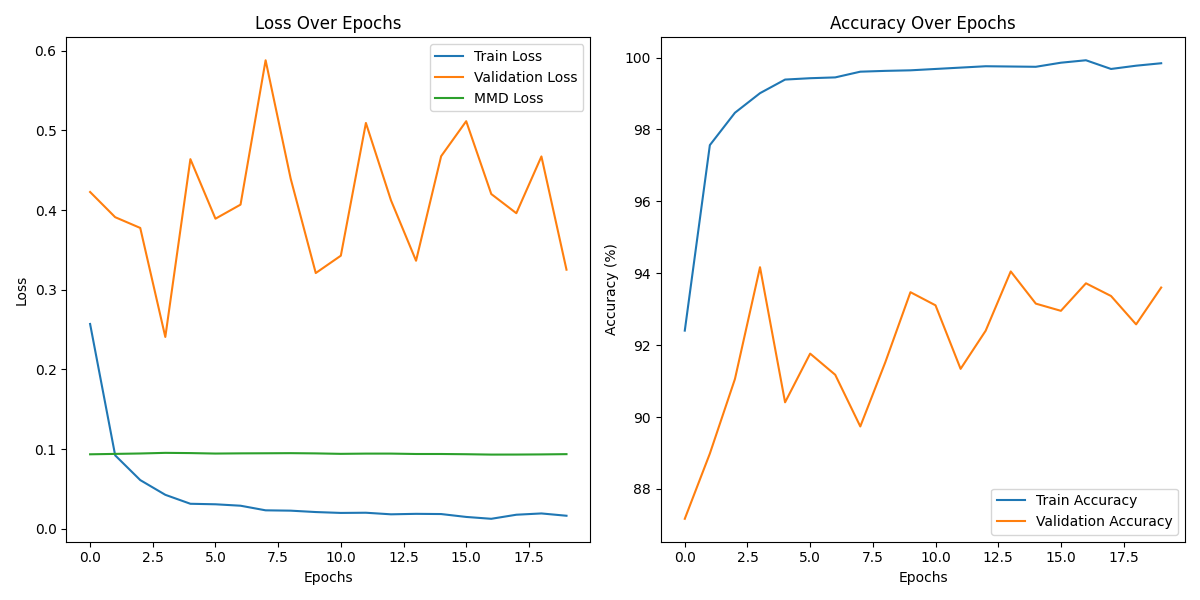 Loss Over Epochs
Train Loss
Validation Loss
MMD Loss
Loss
0.6
0.5
0.4
0.3
0.2
0.1
0.0
0.0 2.5 5.0 7.5 10.0 12.5 15.0 17.5
Epochs
Accuracy Over Epochs
Accuracy (%)
100
98
96
94
92
90
88
Train Accuracy
Validation Accuracy
0.0 2.5 5.0 7.5 10.0 12.5 15.0 17.5
Epochs